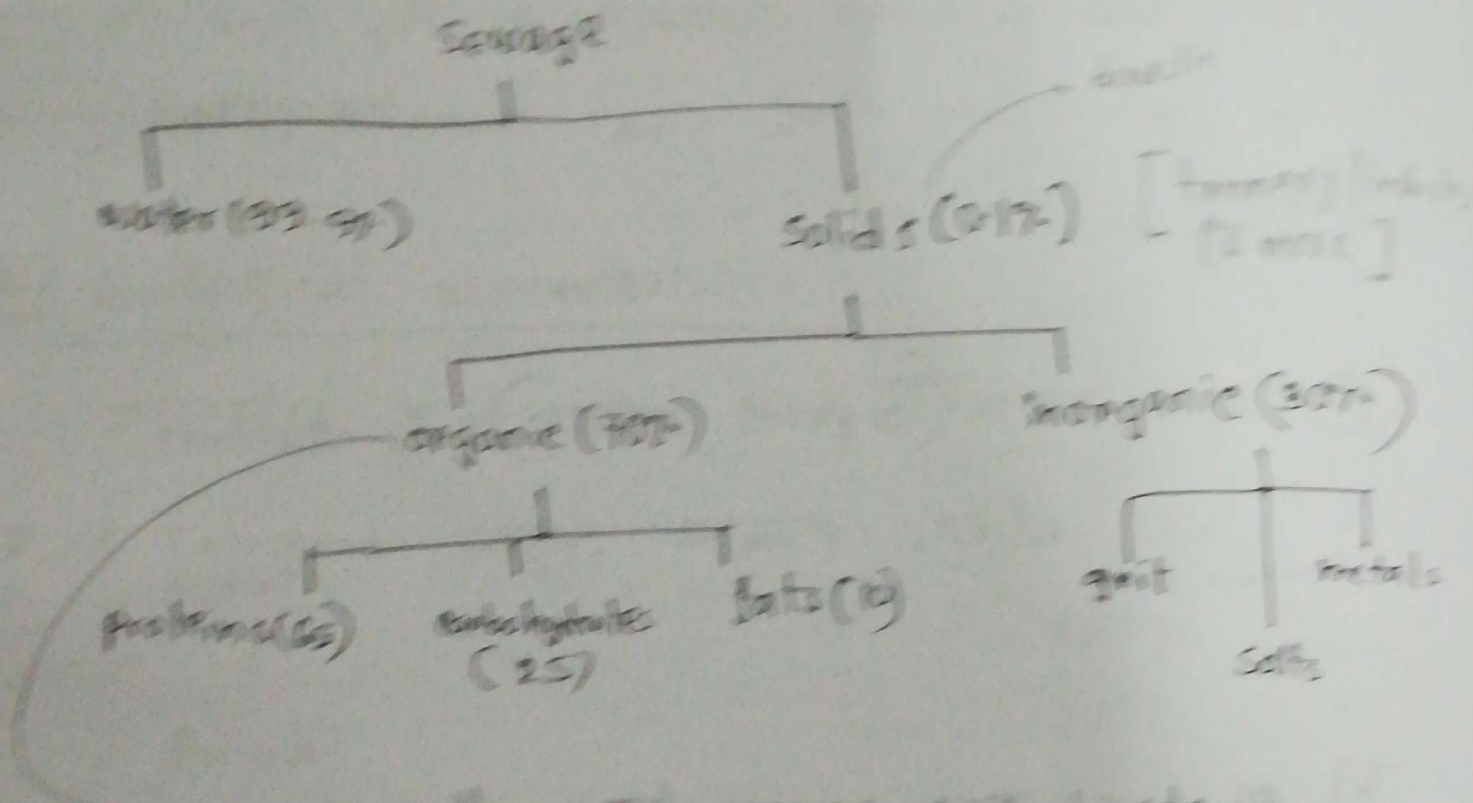 Sewage
water (99.9%)
Solids (0.1%)
organic (70%)
inorganic (30%)
proteins (65)
carbohydrates
(25)
fats (10)
grit
metals
salts